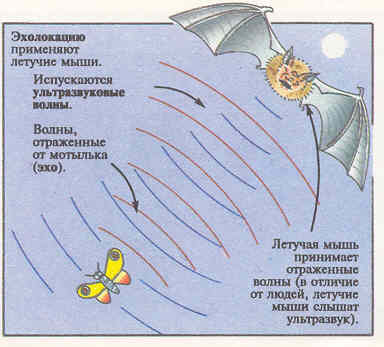 Эхолокацию
применяют
летучие мыши.
Испускаются
ультразвуковые
волны.
Волны,
отраженные
от мотылька
(эхо).
Летучая мышь
принимает
отраженные
волны (в отличие
от людей, летучие
мыши слышат
ультразвук).